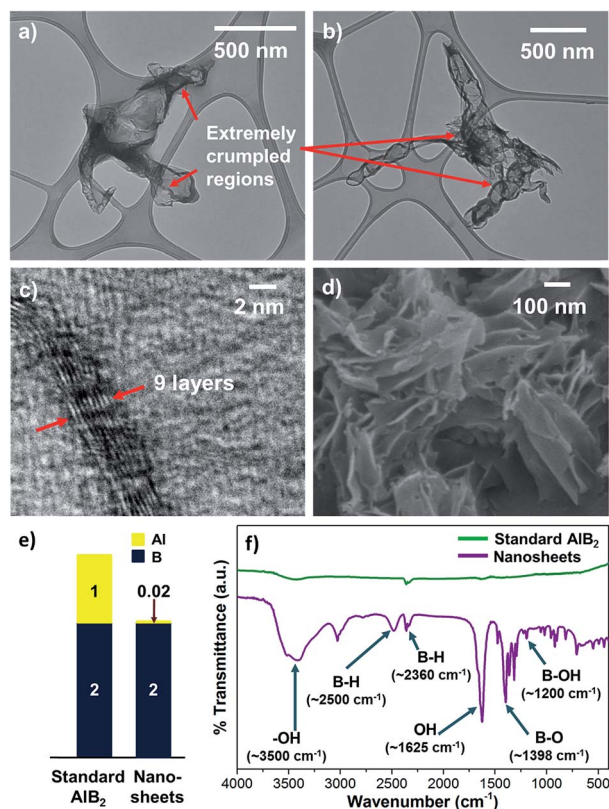 a)
500 nm
b)
500 nm
Extremely
crumpled
regions
c)
2 nm
9 layers
d)
100 nm
e)
Al
B
1
0.02
2
2
Standard
AlB₂
Nano-
sheets
f)
Standard AlB₂
Nanosheets
% Transmittance (a.u.)
-OH
(~3500 cm⁻¹)
B-H
(~2500 cm⁻¹)
B-H
(~2360 cm⁻¹)
OH
(~1625 cm⁻¹)
B-OH
(~1200 cm⁻¹)
B-O
(~1398 cm⁻¹)
4000 3500 3000 2500 2000 1500 1000 500
Wavenumber (cm⁻¹)